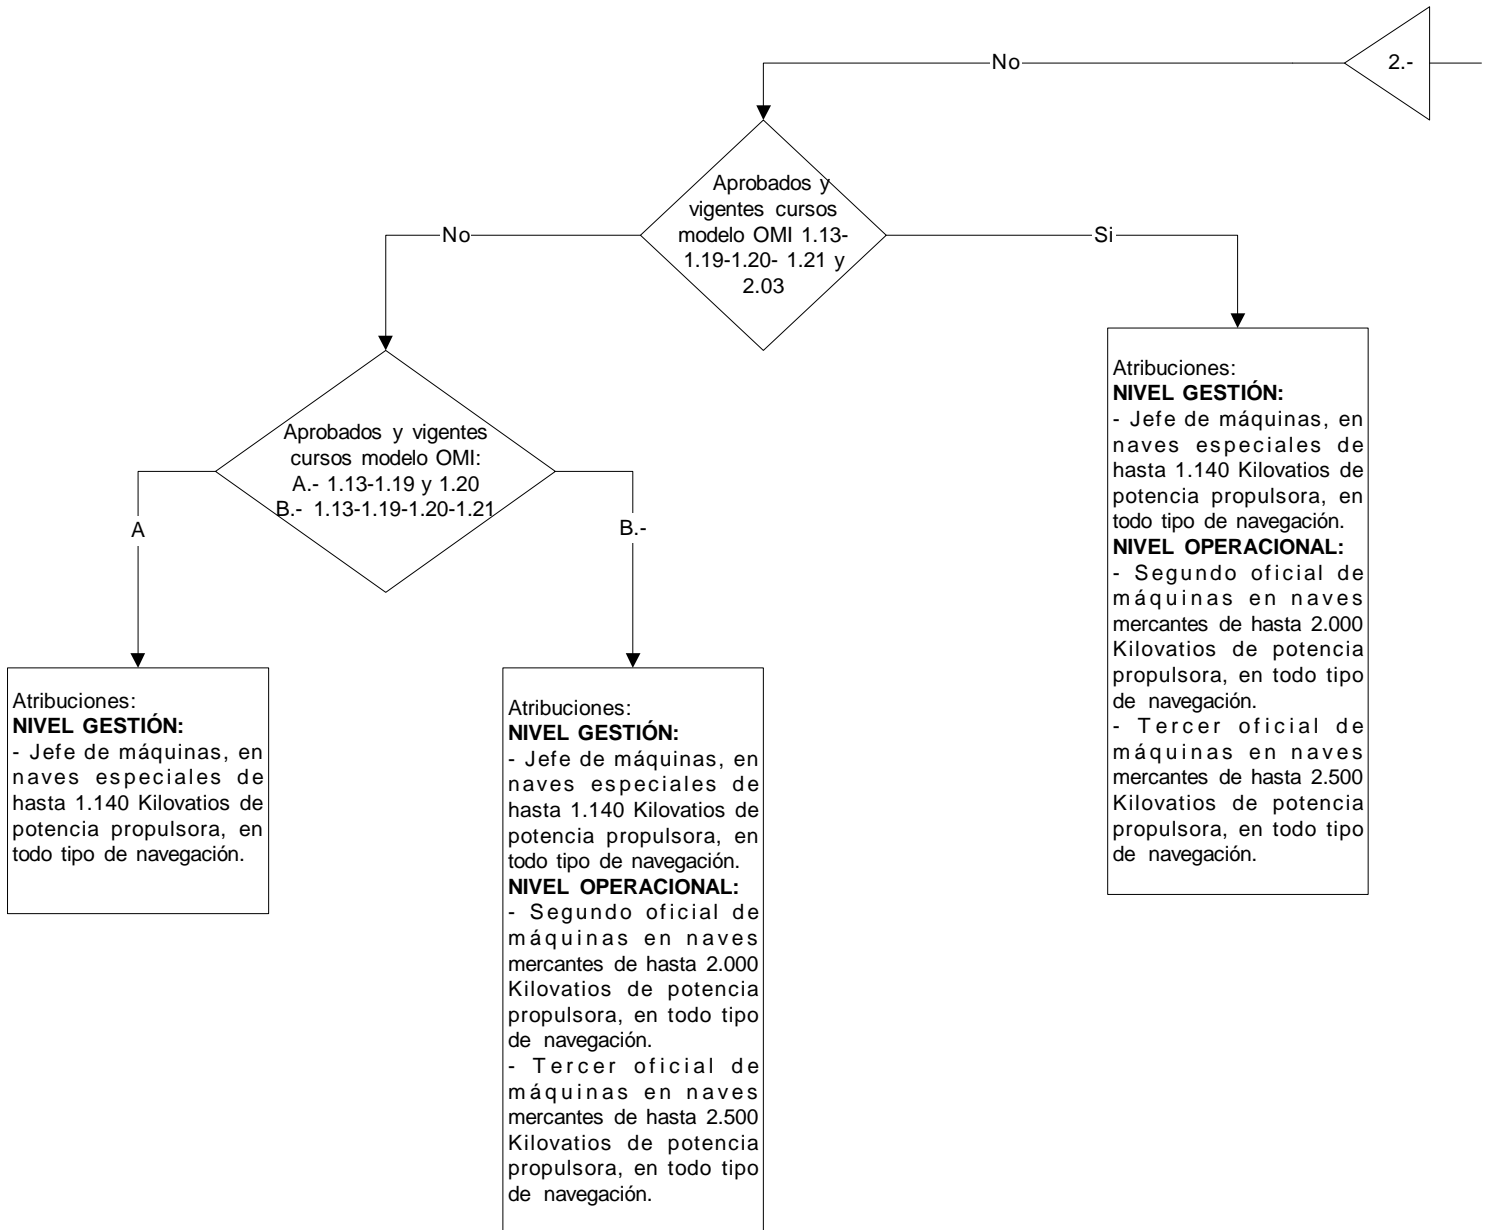 2.-
No
Aprobados y
vigentes cursos
modelo OMI 1.13-
1.19-1.20- 1.21 y
2.03
No
Si
Aprobados y vigentes
cursos modelo OMI:
A.- 1.13-1.19 y 1.20
B.- 1.13-1.19-1.20-1.21
A
B.-
Atribuciones:
NIVEL GESTIÓN:
- Jefe de máquinas, en
naves especiales de
hasta 1.140 Kilovatios de
potencia propulsora, en
todo tipo de navegación.
Atribuciones:
NIVEL GESTIÓN:
- Jefe de máquinas, en
naves especiales de
hasta 1.140 Kilovatios de
potencia propulsora, en
todo tipo de navegación.
NIVEL OPERACIONAL:
- Segundo oficial de
máquinas en naves
mercantes de hasta 2.000
Kilovatios de potencia
propulsora, en todo tipo
de navegación.
- Tercer oficial de
máquinas en naves
mercantes de hasta 2.500
Kilovatios de potencia
propulsora, en todo tipo
de navegación.
Atribuciones:
NIVEL GESTIÓN:
- Jefe de máquinas, en
naves especiales de
hasta 1.140 Kilovatios de
potencia propulsora, en
todo tipo de navegación.
NIVEL OPERACIONAL:
- Segundo oficial de
máquinas en naves
mercantes de hasta 2.000
Kilovatios de potencia
propulsora, en todo tipo
de navegación.
- Tercer oficial de
máquinas en naves
mercantes de hasta 2.500
Kilovatios de potencia
propulsora, en todo tipo
de navegación.